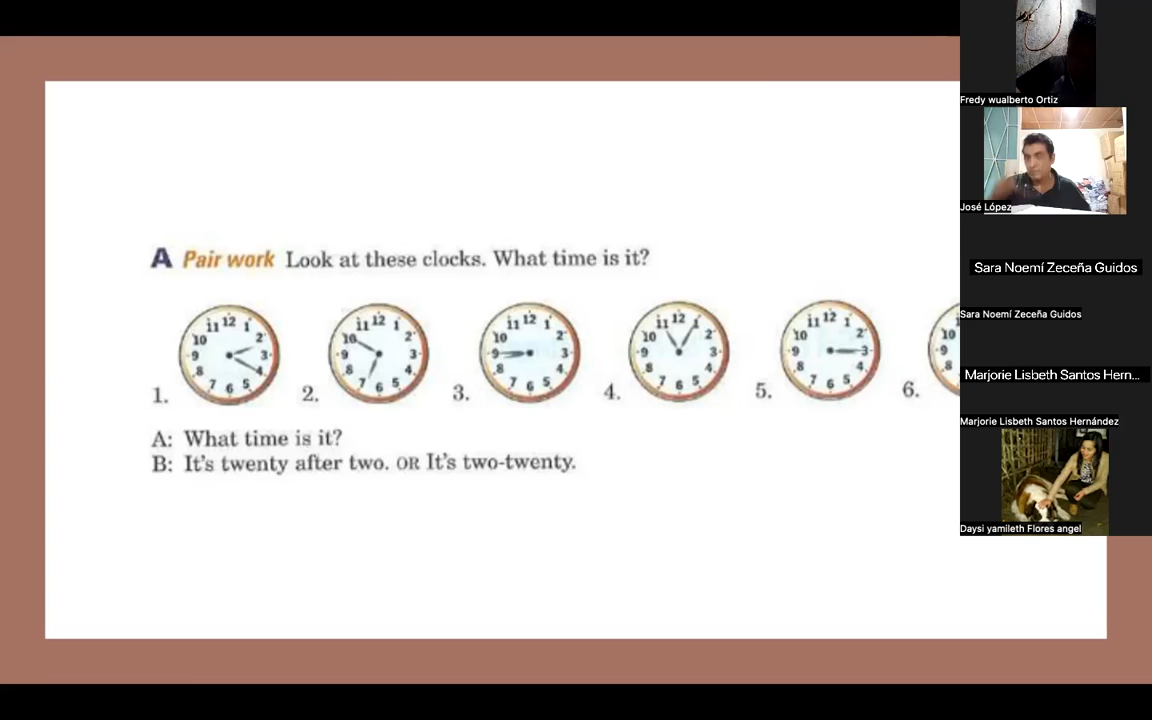 A Pair work Look at these clocks. What time is it?
1.
2.
3.
4.
5.
6.
A: What time is it?
B: It's twenty after two. OR It's two-twenty.
Fredy wualberto Ortiz
José López
Sara Noemí Zeceña Guidos
Sara Noemí Zeceña Guidos
Marjorie Lisbeth Santos Hern...
Marjorie Lisbeth Santos Hernández
Daysi yamileth Flores angel